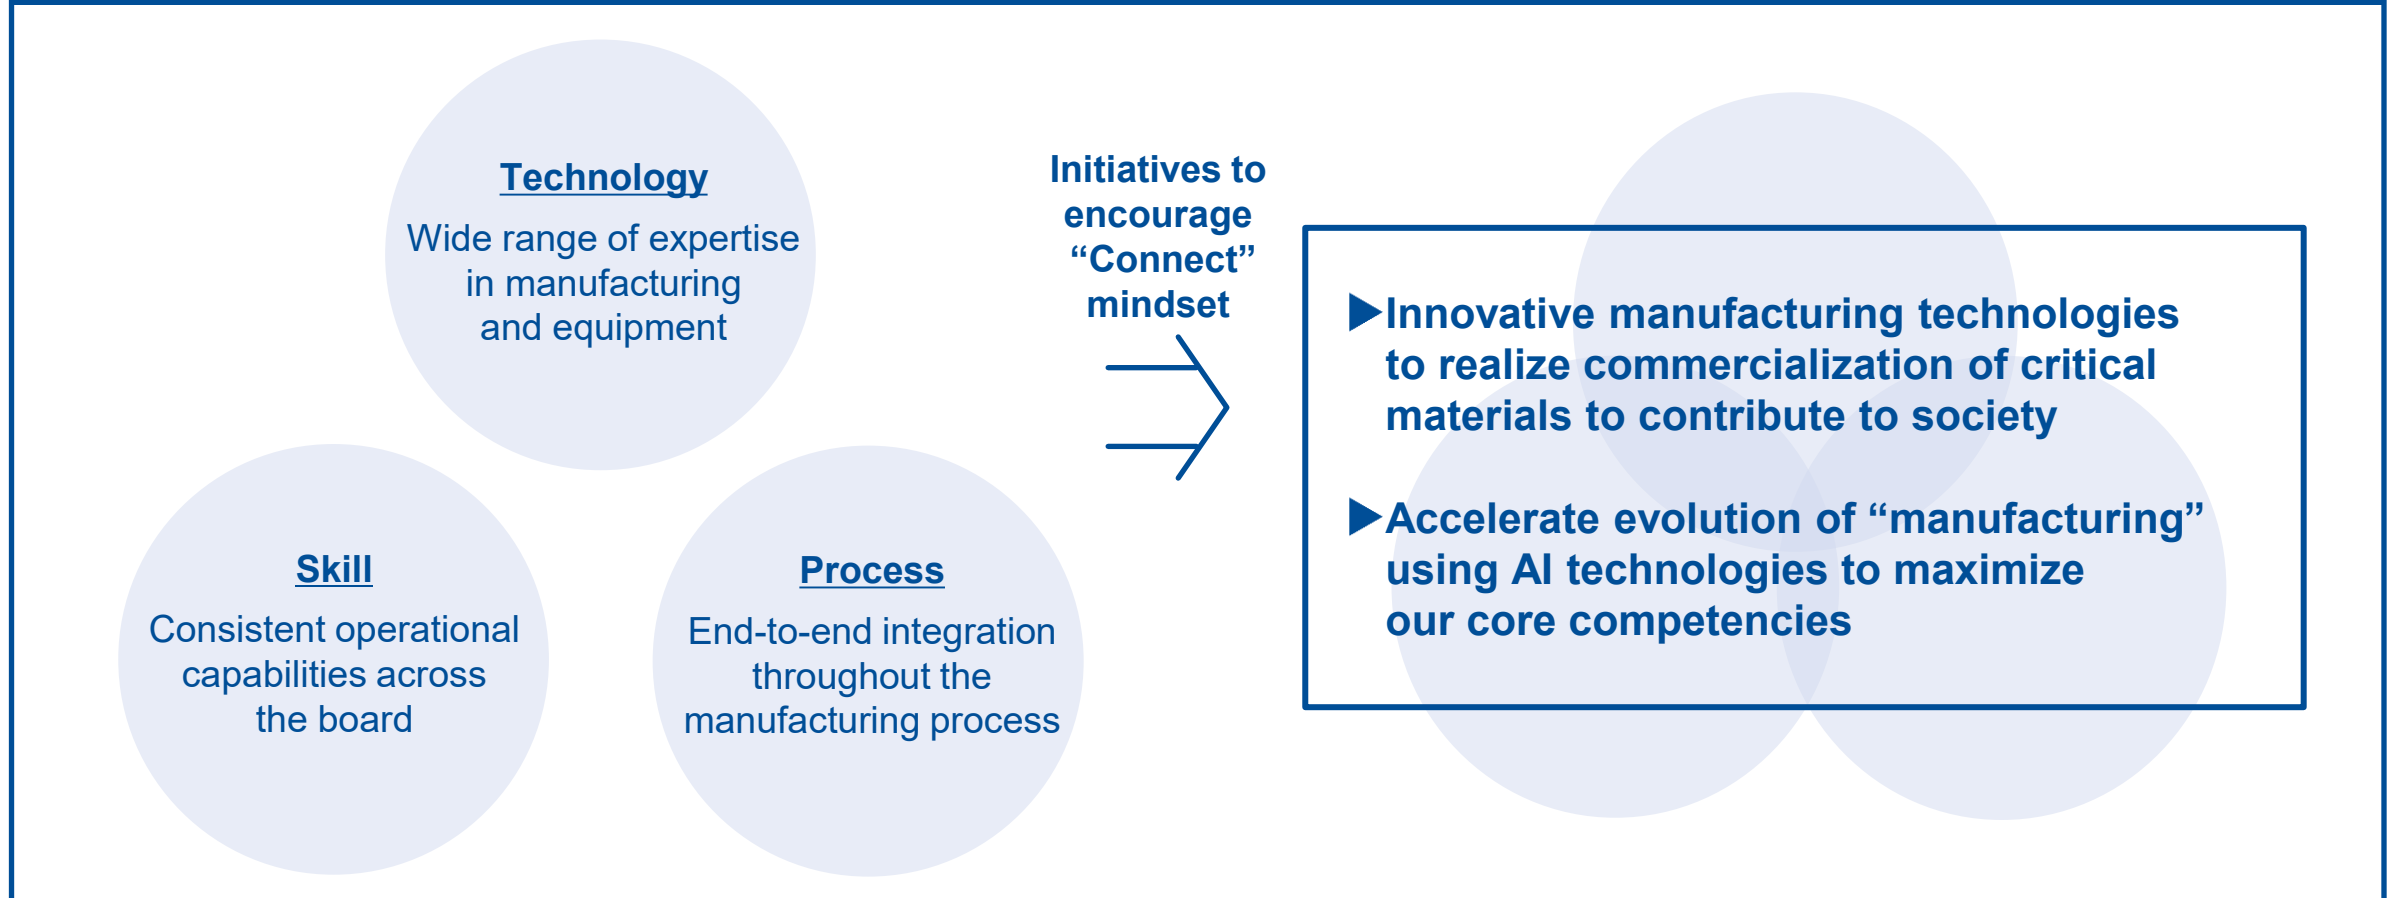 Technology
Wide range of expertise
in manufacturing
and equipment
Skill
Consistent operational
capabilities across
the board
Process
End-to-end integration
throughout the
manufacturing process
Initiatives to
encourage
“Connect”
mindset
▶Innovative manufacturing technologies
to realize commercialization of critical
materials to contribute to society
▶Accelerate evolution of “manufacturing”
using AI technologies to maximize
our core competencies